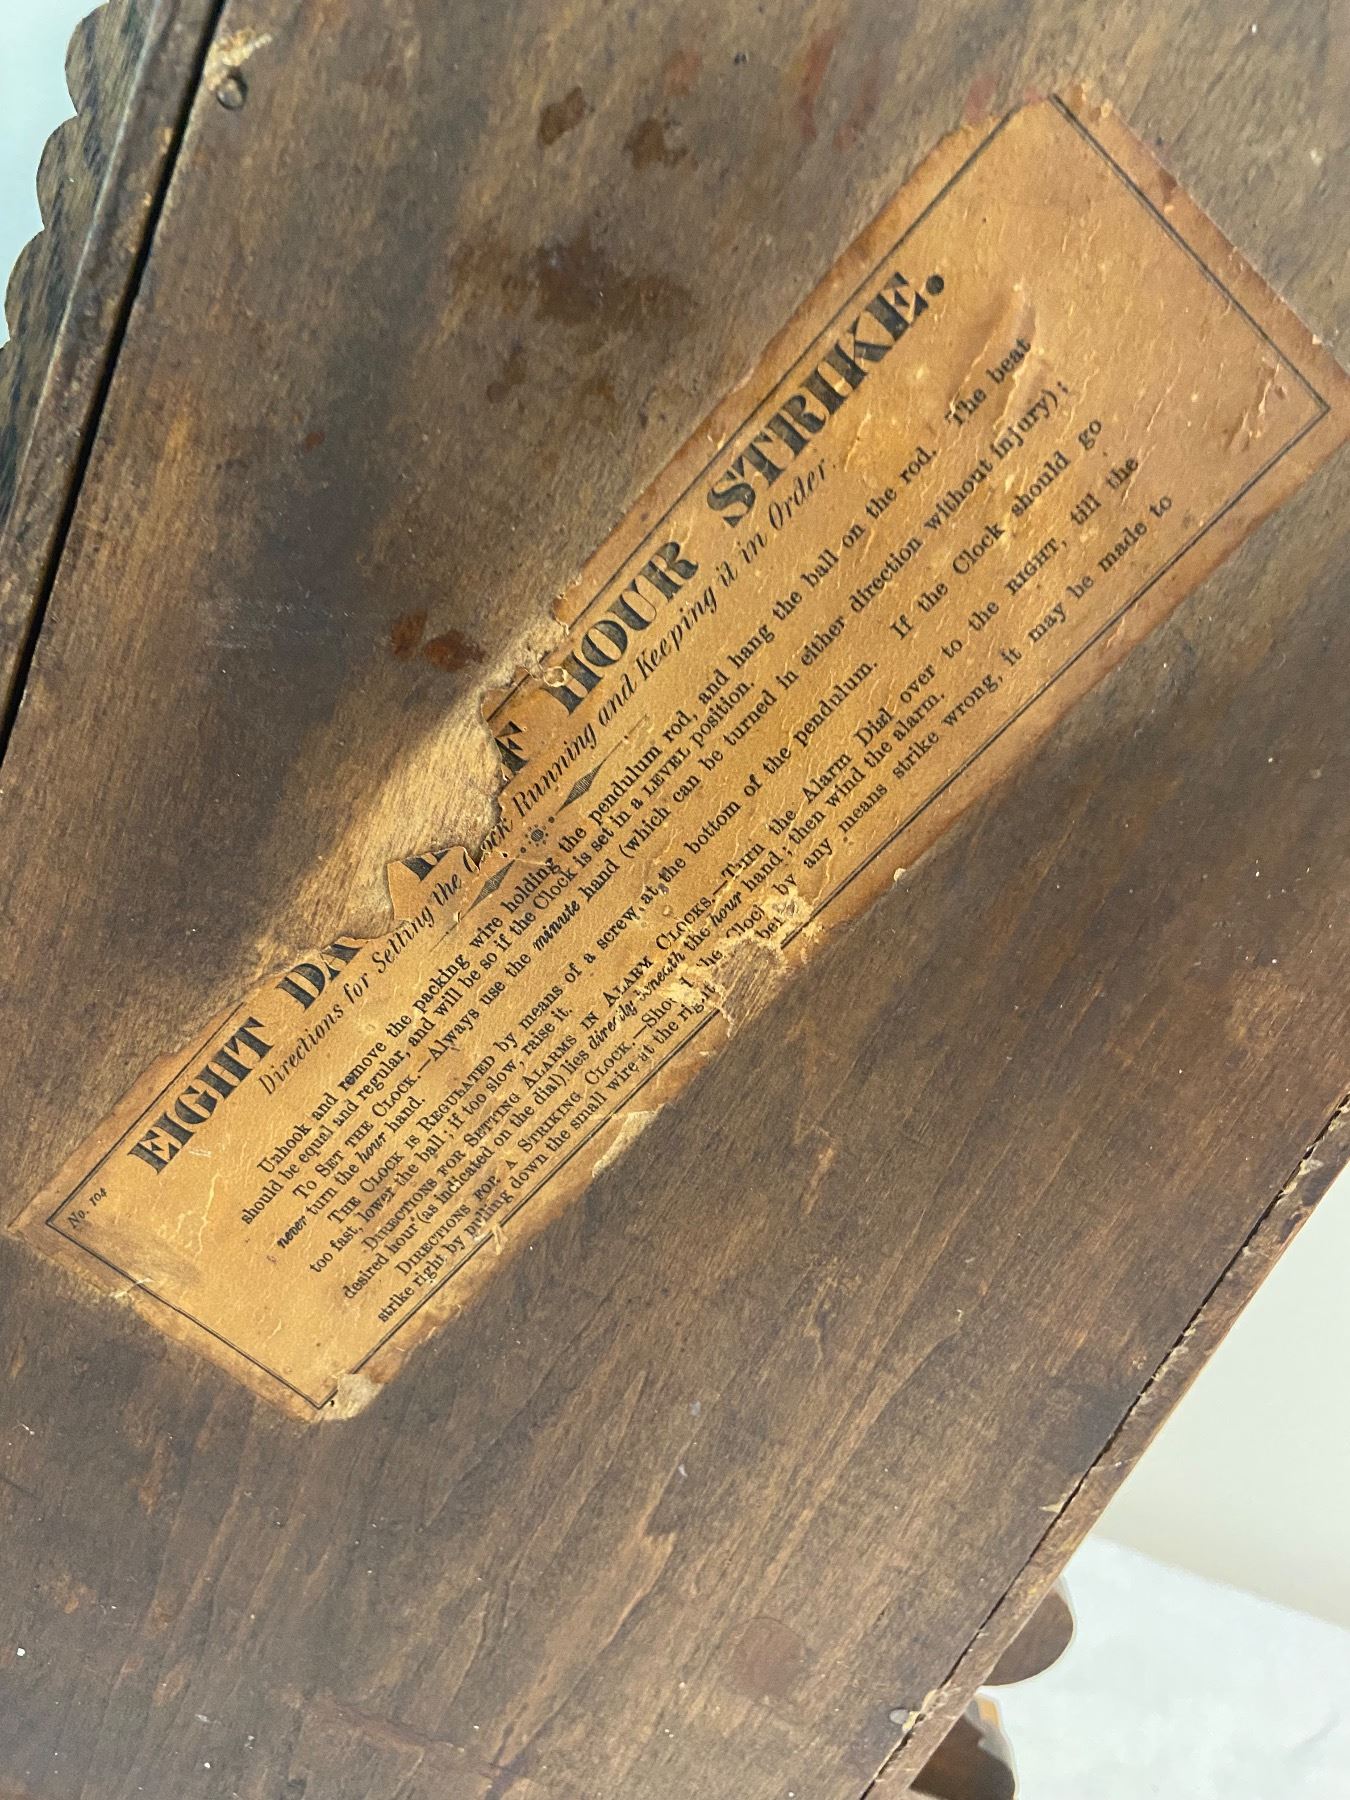 No. 104
EIGHT DA F HOUR STRIKE.
Directions for Setting the Clock Running and Keeping it in Order.
Unhook and remove the packing wire holding the pendulum rod, and hang the ball on the rod. The beat
should be equal and regular, and will be so if the Clock is set in a LEVEL position.
To SET THE CLOCK.—Always use the minute hand (which can be turned in either direction without injury);
never turn the hour hand.
THE CLOCK IS REGULATED by means of a screw at the bottom of the pendulum. If the Clock should go
too fast, lower the ball; if too slow, raise it.
DIRECTIONS FOR SETTING ALARMS IN ALARM CLOCKS.—Turn the Alarm Dial over to the RIGHT, till the
desired hour (as indicated on the dial) lies directly beneath the hour hand; then wind the alarm.
DIRECTIONS FOR A STRIKING CLOCK.—Should the Clock by any means strike wrong, it may be made to
strike right by pulling down the small wire at the right